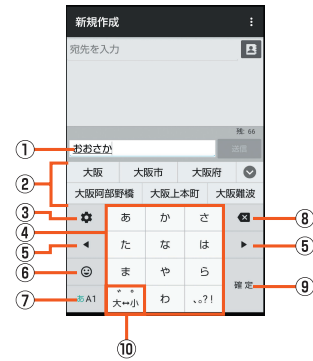 新規作成
宛先を入力
残: 66
① おおさか 送信
② 大阪 大阪市 大阪府
大阪阿部野橋 大阪上本町 大阪難波
③ あ か さ ⑧
④
⑤ た な は ⑤
⑥ ま や ら
⑦ あA1 大↔小 わ 、。?! 確定 ⑨
⑩